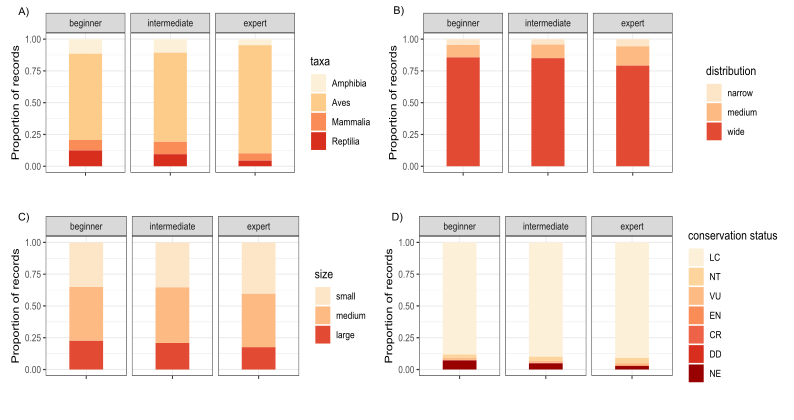 A)
beginner intermediate expert
1.00
0.75
0.50
0.25
0.00
Proportion of records
taxa
Amphibia
Aves
Mammalia
Reptilia
B)
beginner intermediate expert
1.00
0.75
0.50
0.25
0.00
Proportion of records
distribution
narrow
medium
wide
C)
beginner intermediate expert
1.00
0.75
0.50
0.25
0.00
Proportion of records
size
small
medium
large
D)
beginner intermediate expert
1.00
0.75
0.50
0.25
0.00
Proportion of records
conservation status
LC
NT
VU
EN
CR
DD
NE